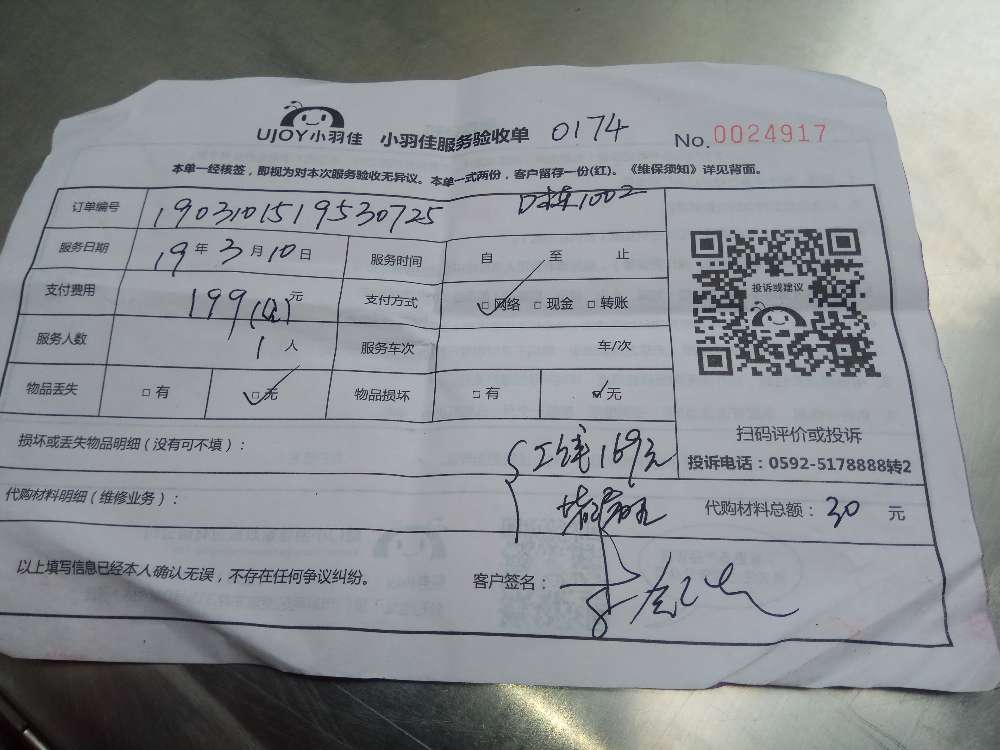 UJOY小羽佳 小羽佳服务验收单 0174 No.0024917
本单一经核签，即视为对本次服务验收无异议。本单一式两份，客户留存一份(红)。《维保须知》详见背面。
订单编号 1903101519530725 D栋1002
服务日期 19年3月10日 服务时间 自 至 止
支付费用 199 元 支付方式 □网络 □现金 □转账
服务人数 1人 服务车次 车/次
物品丢失 □有 □无 物品损坏 □有 □无
投诉或建议
扫码评价或投诉
投诉电话：0592-5178888转2
损坏或丢失物品明细（没有可不填）：
工钱169元
代购材料明细（维修业务）：
代购材料总额：30 元
以上填写信息已经本人确认无误，不存在任何争议纠纷。 客户签名：